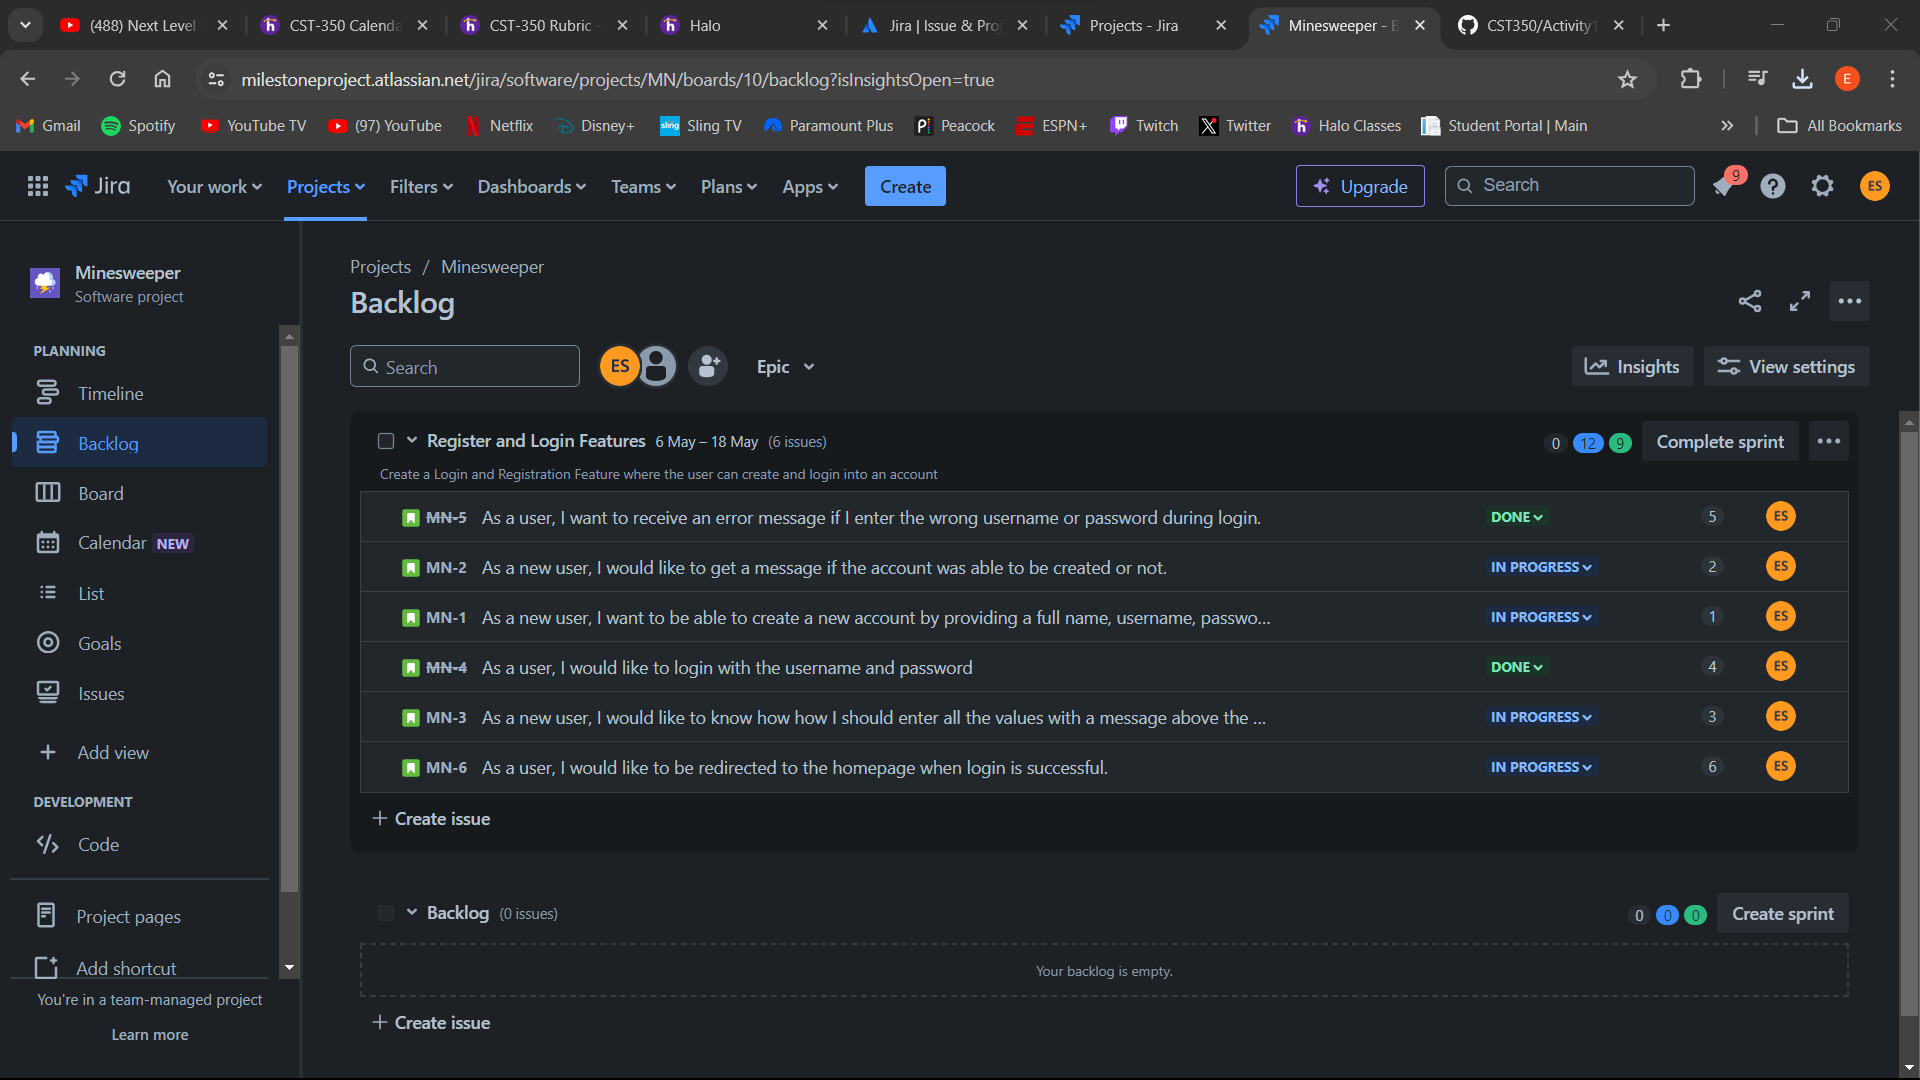 (488) Next Level
CST-350 Calenda
CST-350 Rubric -
Halo
Jira | Issue & Proj
Projects - Jira
Minesweeper - B
CST350/Activity1
milestoneproject.atlassian.net/jira/software/projects/MN/boards/10/backlog?isInsightsOpen=true
E
Gmail
Spotify
YouTube TV
(97) YouTube
Netflix
Disney+
sling
Sling TV
Paramount Plus
Peacock
ESPN+
Twitch
Twitter
Halo Classes
Student Portal | Main
All Bookmarks
Jira
Your work
Projects
Filters
Dashboards
Teams
Plans
Apps
Create
Upgrade
Search
9
ES
Minesweeper
Software project
PLANNING
Timeline
Backlog
Board
Calendar NEW
List
Goals
Issues
Add view
DEVELOPMENT
Code
Project pages
Add shortcut
You're in a team-managed project
Learn more
Projects / Minesweeper
Backlog
Search
ES
Epic
Insights
View settings
Register and Login Features 6 May – 18 May (6 issues)
0 12 9
Complete sprint
Create a Login and Registration Feature where the user can create and login into an account
MN-5 As a user, I want to receive an error message if I enter the wrong username or password during login. DONE 5 ES
MN-2 As a new user, I would like to get a message if the account was able to be created or not. IN PROGRESS 2 ES
MN-1 As a new user, I want to be able to create a new account by providing a full name, username, passwo... IN PROGRESS 1 ES
MN-4 As a user, I would like to login with the username and password DONE 4 ES
MN-3 As a new user, I would like to know how how I should enter all the values with a message above the ... IN PROGRESS 3 ES
MN-6 As a user, I would like to be redirected to the homepage when login is successful. IN PROGRESS 6 ES
Create issue
Backlog (0 issues)
0 0 0
Create sprint
Your backlog is empty.
Create issue